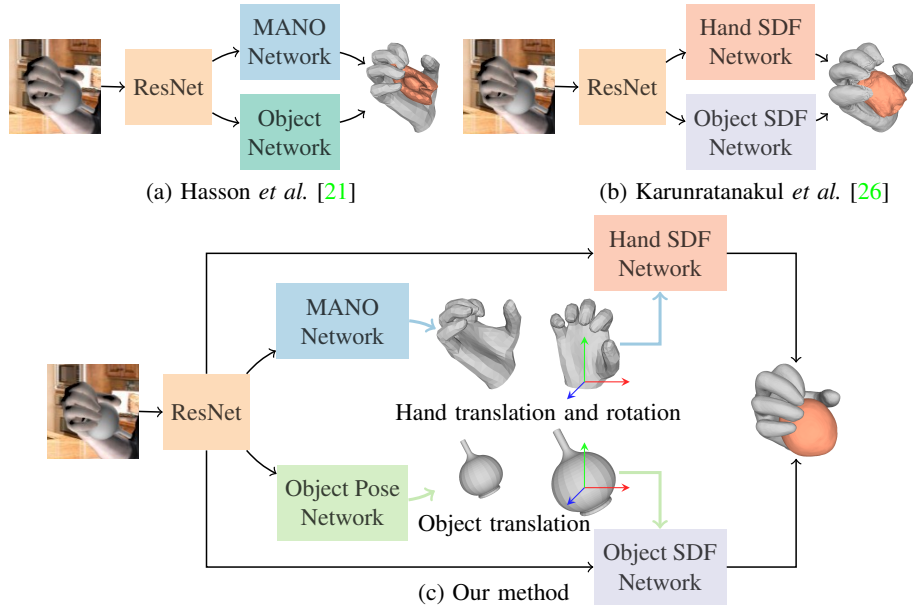 ResNet
MANO
Network
Object
Network
(a) Hasson et al. [21]
ResNet
Hand SDF
Network
Object SDF
Network
(b) Karunratanakul et al. [26]
ResNet
Hand SDF
Network
MANO
Network
Hand translation and rotation
Object Pose
Network
Object translation
Object SDF
Network
(c) Our method